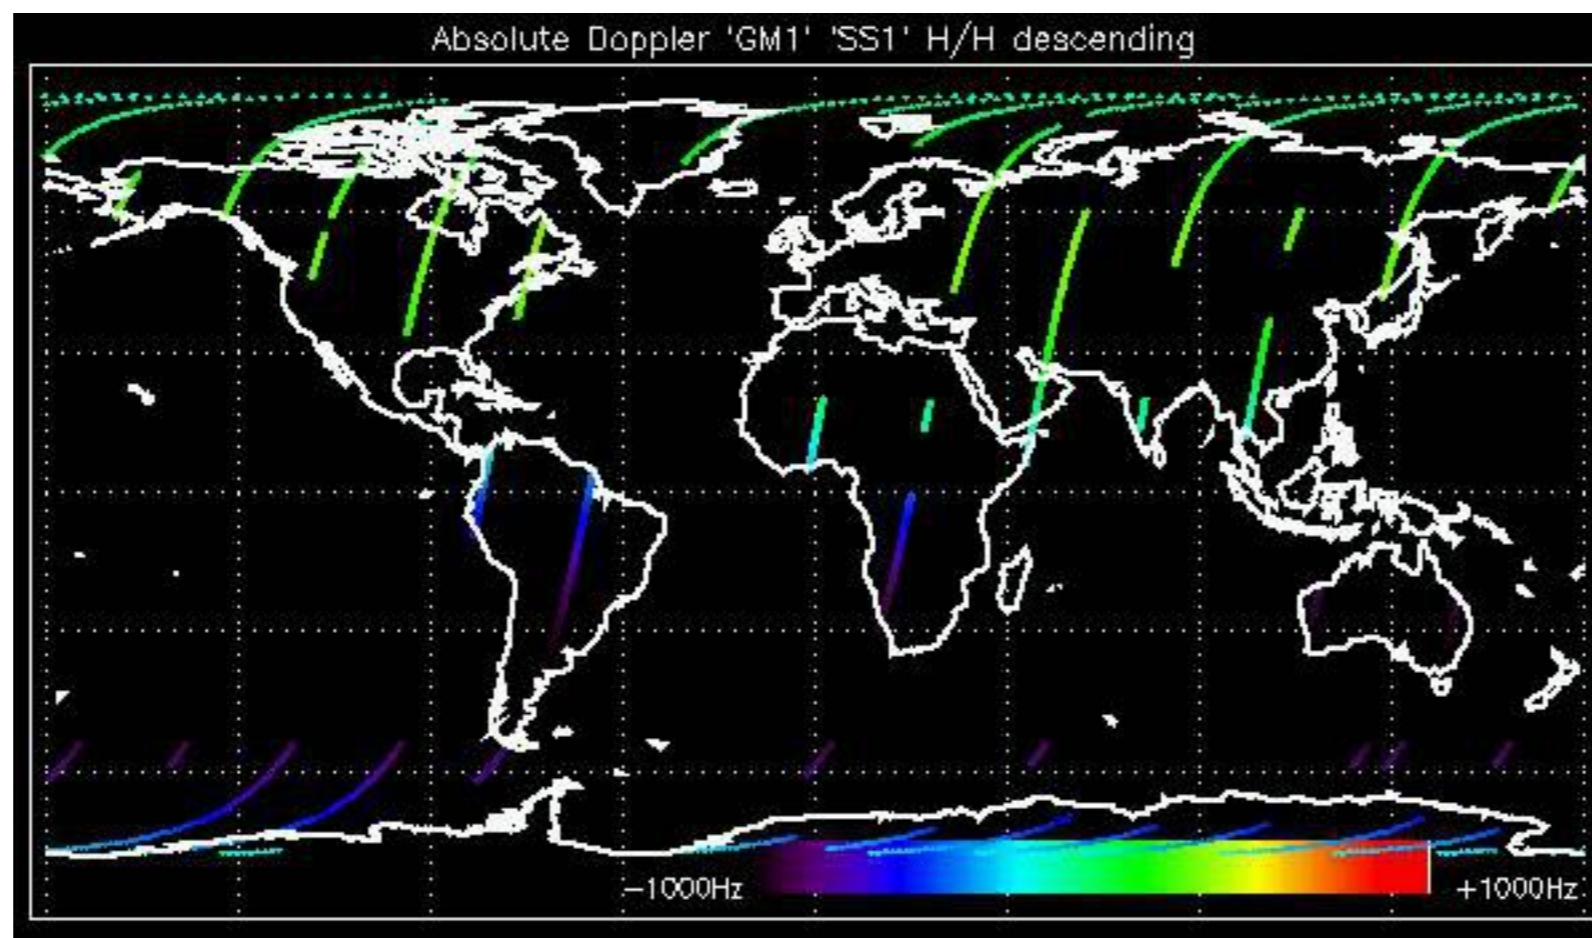 Absolute Doppler 'GM1' 'SS1' H/H descending
-1000Hz
+1000Hz